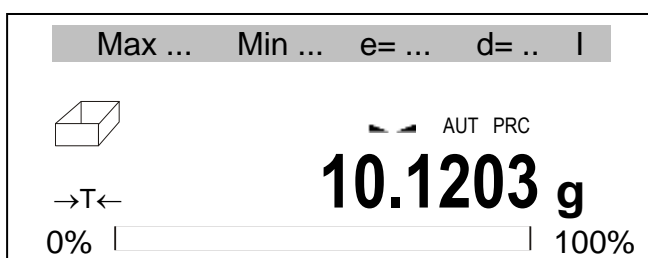 Max ... Min ... e= ... d= .. I
AUT PRC
10.1203 g
→T←
0% 100%